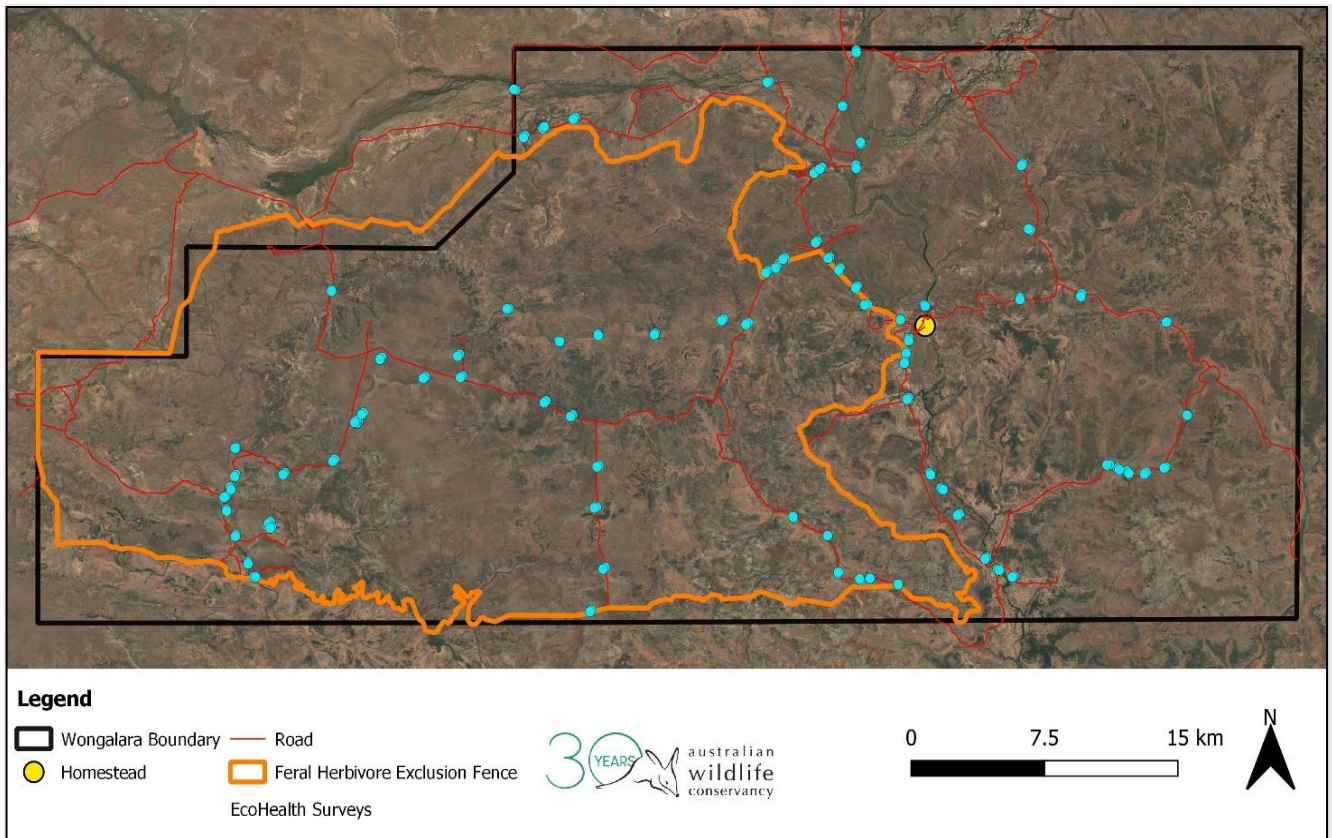 Legend
Wongalara Boundary
Road
Homestead
Feral Herbivore Exclusion Fence
EcoHealth Surveys
30 YEARS
australian
wildlife
conservancy
0 7.5 15 km
N